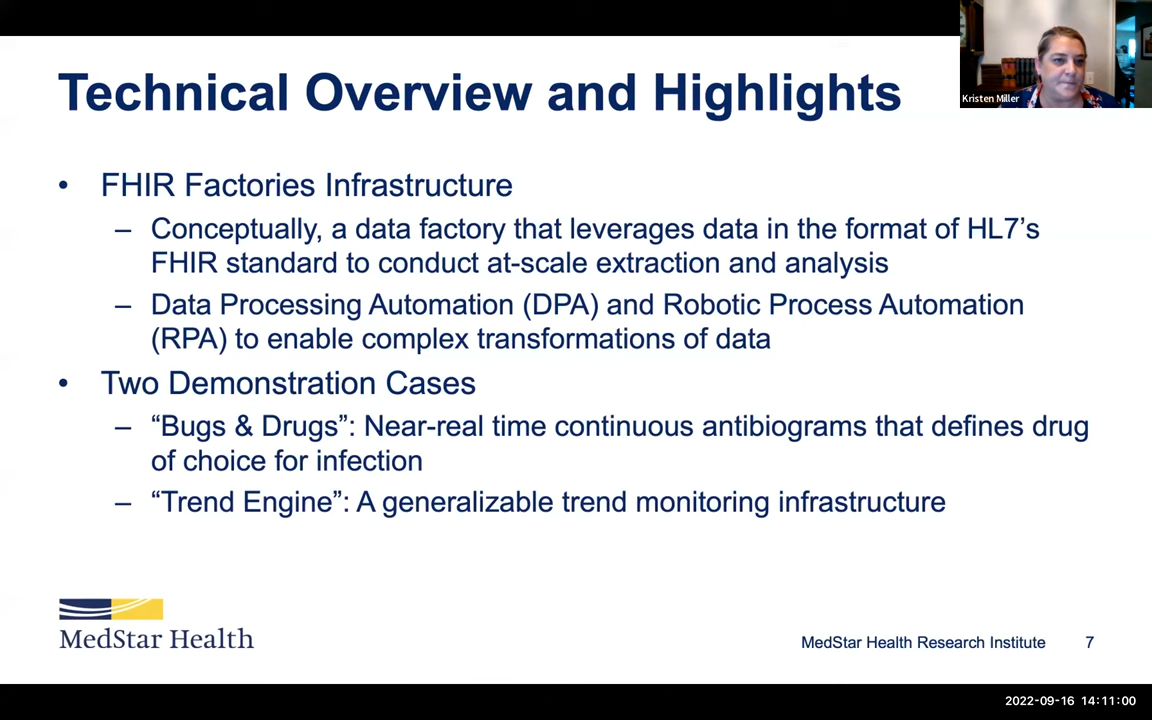 Technical Overview and Highlights
Kristen Miller
• FHIR Factories Infrastructure
– Conceptually, a data factory that leverages data in the format of HL7’s
FHIR standard to conduct at-scale extraction and analysis
– Data Processing Automation (DPA) and Robotic Process Automation
(RPA) to enable complex transformations of data
• Two Demonstration Cases
– “Bugs & Drugs”: Near-real time continuous antibiograms that defines drug
of choice for infection
– “Trend Engine”: A generalizable trend monitoring infrastructure
MedStar Health
MedStar Health Research Institute 7
2022-09-16 14:11:00